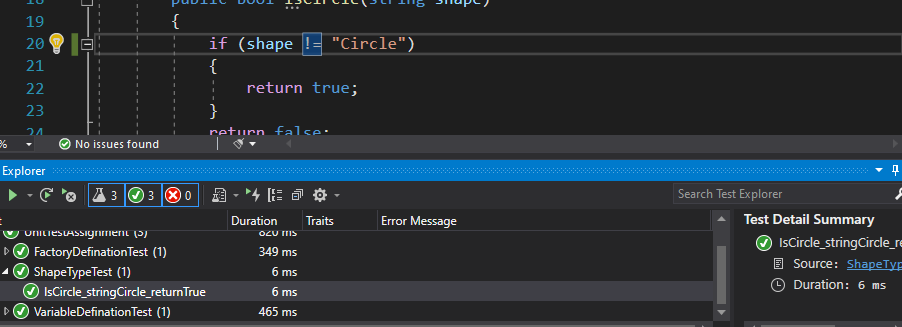 public bool IsCircle(string shape)
19 {
20 if (shape != "Circle")
21 {
22 return true;
23 }
24 return false;
% No issues found
Explorer
3 3 0 Search Test Explorer
Duration Traits Error Message Test Detail Summary
UnitTestAssignment (3) 820 ms IsCircle_stringCircle_re
FactoryDefinationTest (1) 349 ms Source: ShapeTyp
ShapeTypeTest (1) 6 ms Duration: 6 ms
IsCircle_stringCircle_returnTrue 6 ms
VariableDefinationTest (1) 465 ms